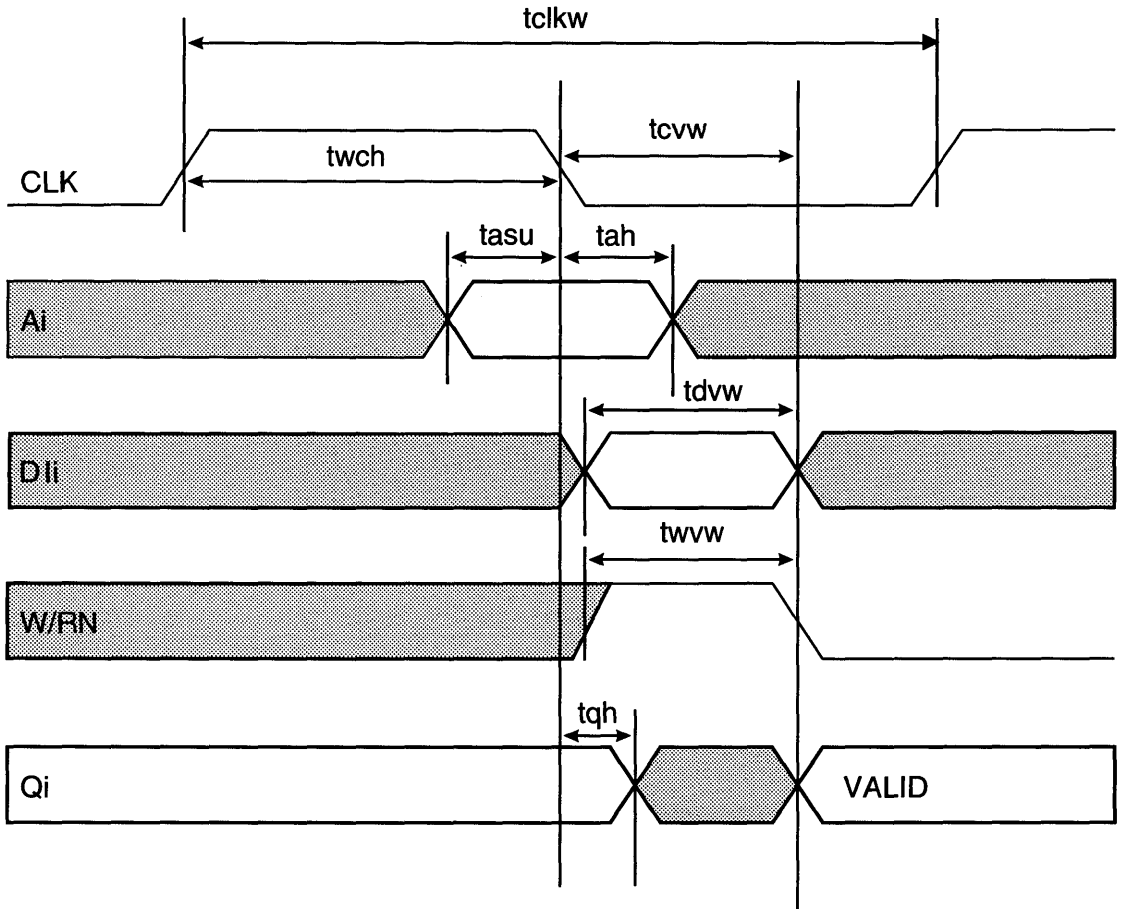 tclkw
tcvw
twch
CLK
tasu
tah
Ai
tdvw
DIi
twvw
W/RN
tqh
Qi
VALID